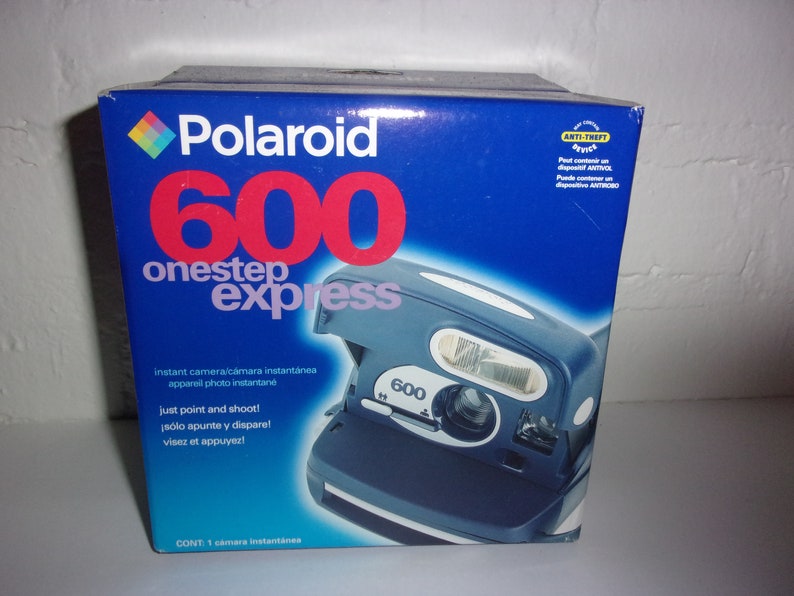 Polaroid
600
onestep
express
MAY CONTAIN
ANTI-THEFT
DEVICE
Peut contenir un
dispositif ANTIVOL
Puede contener un
dispositivo ANTIROBO
instant camera/cámara instantánea
appareil photo instantané
just point and shoot!
¡sólo apunte y dispare!
visez et appuyez!
600
CONT: 1 cámara instantánea